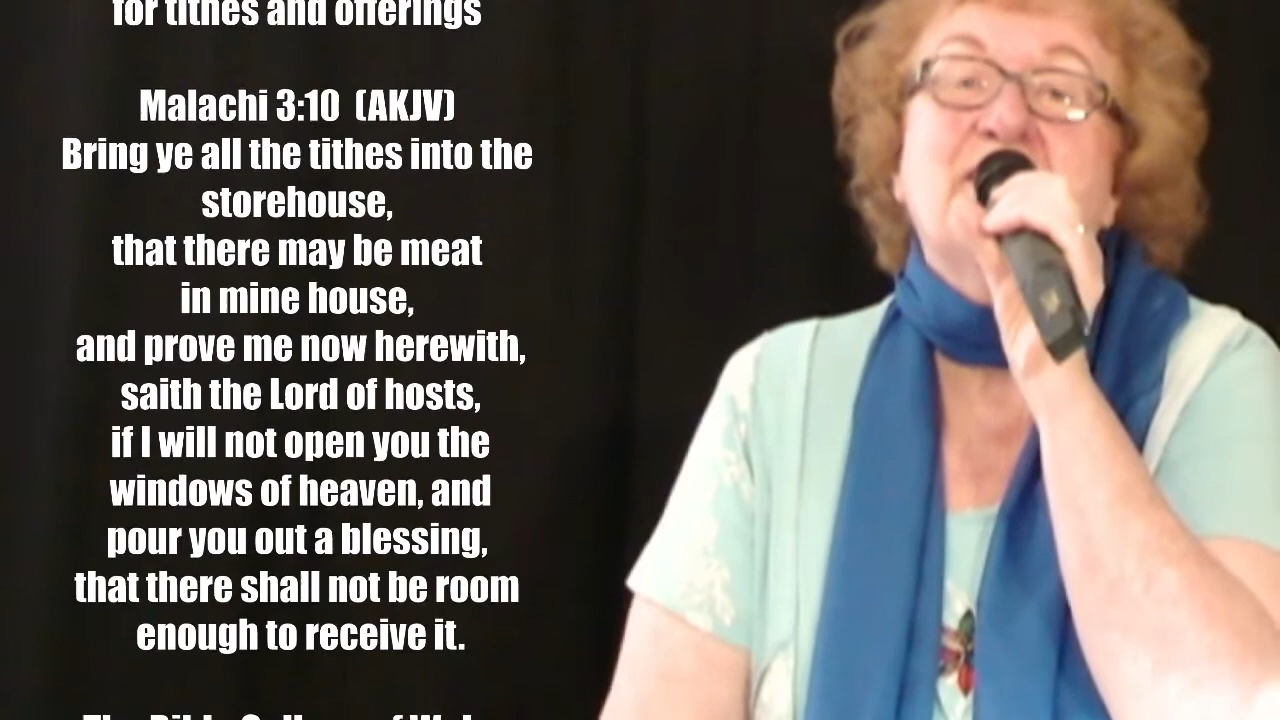 for tithes and offerings
Malachi 3:10 (AKJV)
Bring ye all the tithes into the
storehouse,
that there may be meat
in mine house,
and prove me now herewith,
saith the Lord of hosts,
if I will not open you the
windows of heaven, and
pour you out a blessing,
that there shall not be room
enough to receive it.